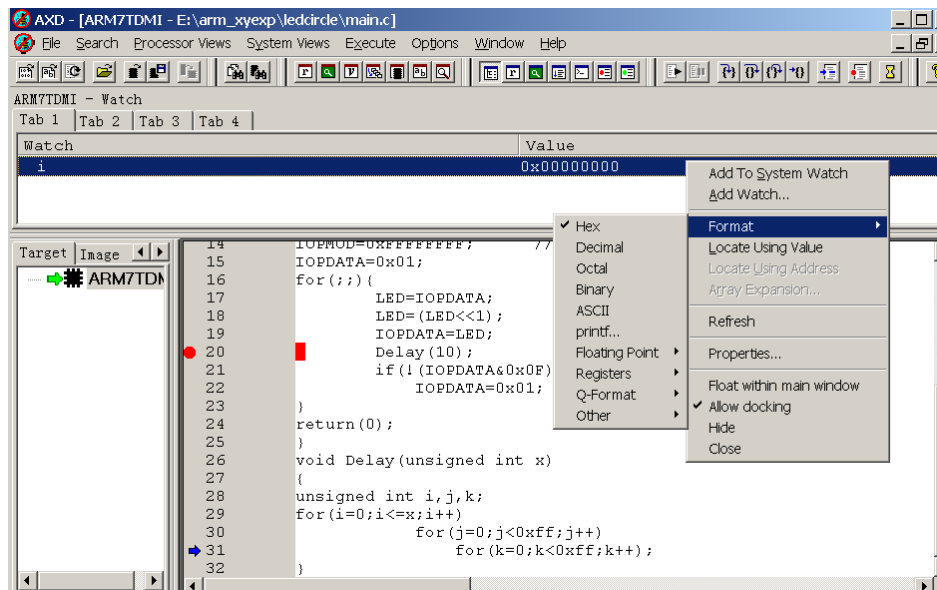 AXD - [ARM7TDMI - E:\arm_xyexp\ledcircle\main.c]
File Search Processor Views System Views Execute Options Window Help
ARM7TDMI - Watch
Tab 1 Tab 2 Tab 3 Tab 4
Watch Value
i 0x00000000
Add To System Watch
Add Watch...
Format
Locate Using Value
Locate Using Address
Array Expansion...
Refresh
Properties...
Float within main window
Allow docking
Hide
Close
Hex
Decimal
Octal
Binary
ASCII
printf...
Floating Point
Registers
Q-Format
Other
Target Image
ARM7TDM
14 IOPMOD=0xFFFFFFFF; //
15 IOPDATA=0x01;
16 for(;;){
17 LED=IOPDATA;
18 LED=(LED<<1);
19 IOPDATA=LED;
20 Delay(10);
21 if(!(IOPDATA&0x0F)
22 IOPDATA=0x01;
23 }
24 return(0);
25 }
26 void Delay(unsigned int x)
27 {
28 unsigned int i,j,k;
29 for(i=0;i<=x;i++)
30 for(j=0;j<0xff;j++)
31 for(k=0;k<0xff;k++);
32 }